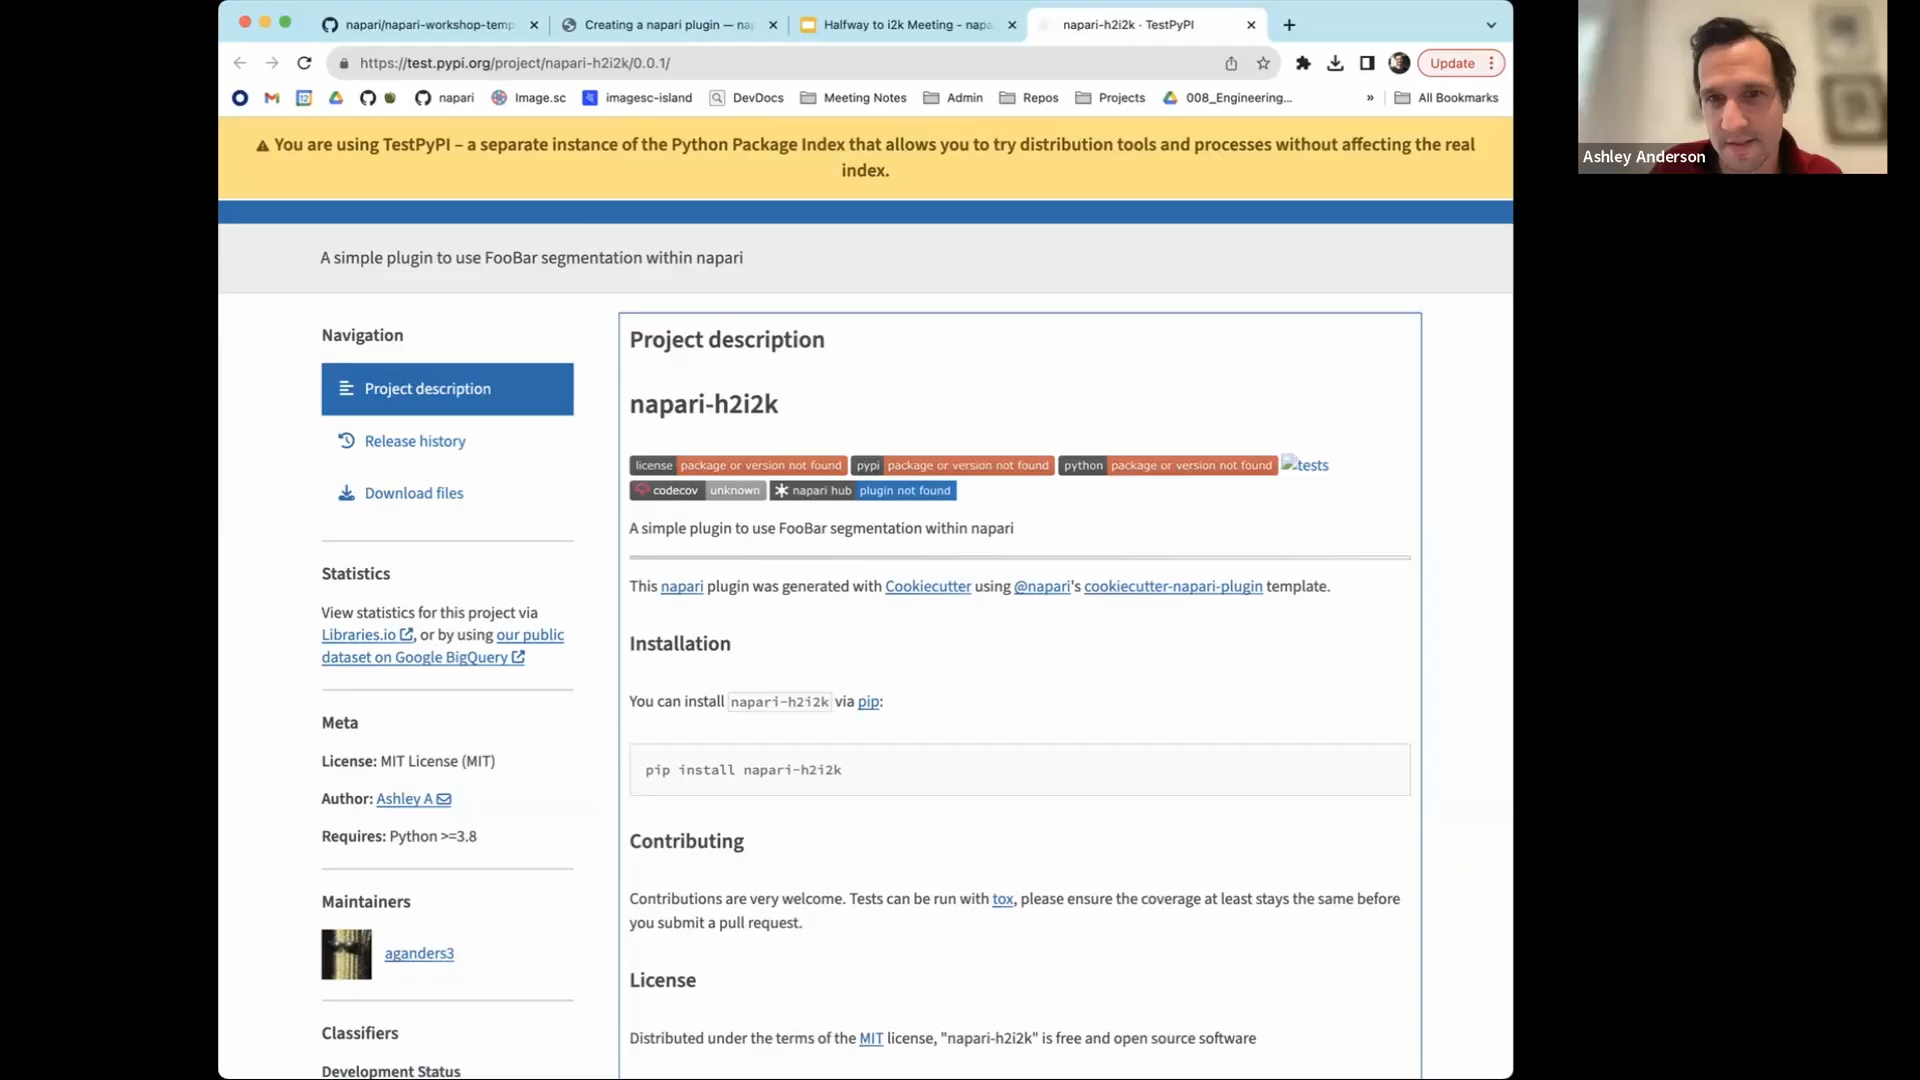 napari/napari-workshop-temp
Creating a napari plugin — na
Halfway to i2k Meeting - napa
napari-h2i2k · TestPyPI
https://test.pypi.org/project/napari-h2i2k/0.0.1/
Update
napari
Image.sc
imagesc-island
DevDocs
Meeting Notes
Admin
Repos
Projects
008_Engineering...
»
All Bookmarks
You are using TestPyPI – a separate instance of the Python Package Index that allows you to try distribution tools and processes without affecting the real
index.
A simple plugin to use FooBar segmentation within napari
Navigation
Project description
Release history
Download files
Statistics
View statistics for this project via
Libraries.io, or by using our public
dataset on Google BigQuery
Meta
License: MIT License (MIT)
Author: Ashley A
Requires: Python >=3.8
Maintainers
aganders3
Classifiers
Development Status
Project description
napari-h2i2k
license package or version not found pypi package or version not found python package or version not found tests
codecov unknown napari hub plugin not found
A simple plugin to use FooBar segmentation within napari
This napari plugin was generated with Cookiecutter using @napari's cookiecutter-napari-plugin template.
Installation
You can install napari-h2i2k via pip:
pip install napari-h2i2k
Contributing
Contributions are very welcome. Tests can be run with tox, please ensure the coverage at least stays the same before
you submit a pull request.
License
Distributed under the terms of the MIT license, "napari-h2i2k" is free and open source software
Ashley Anderson